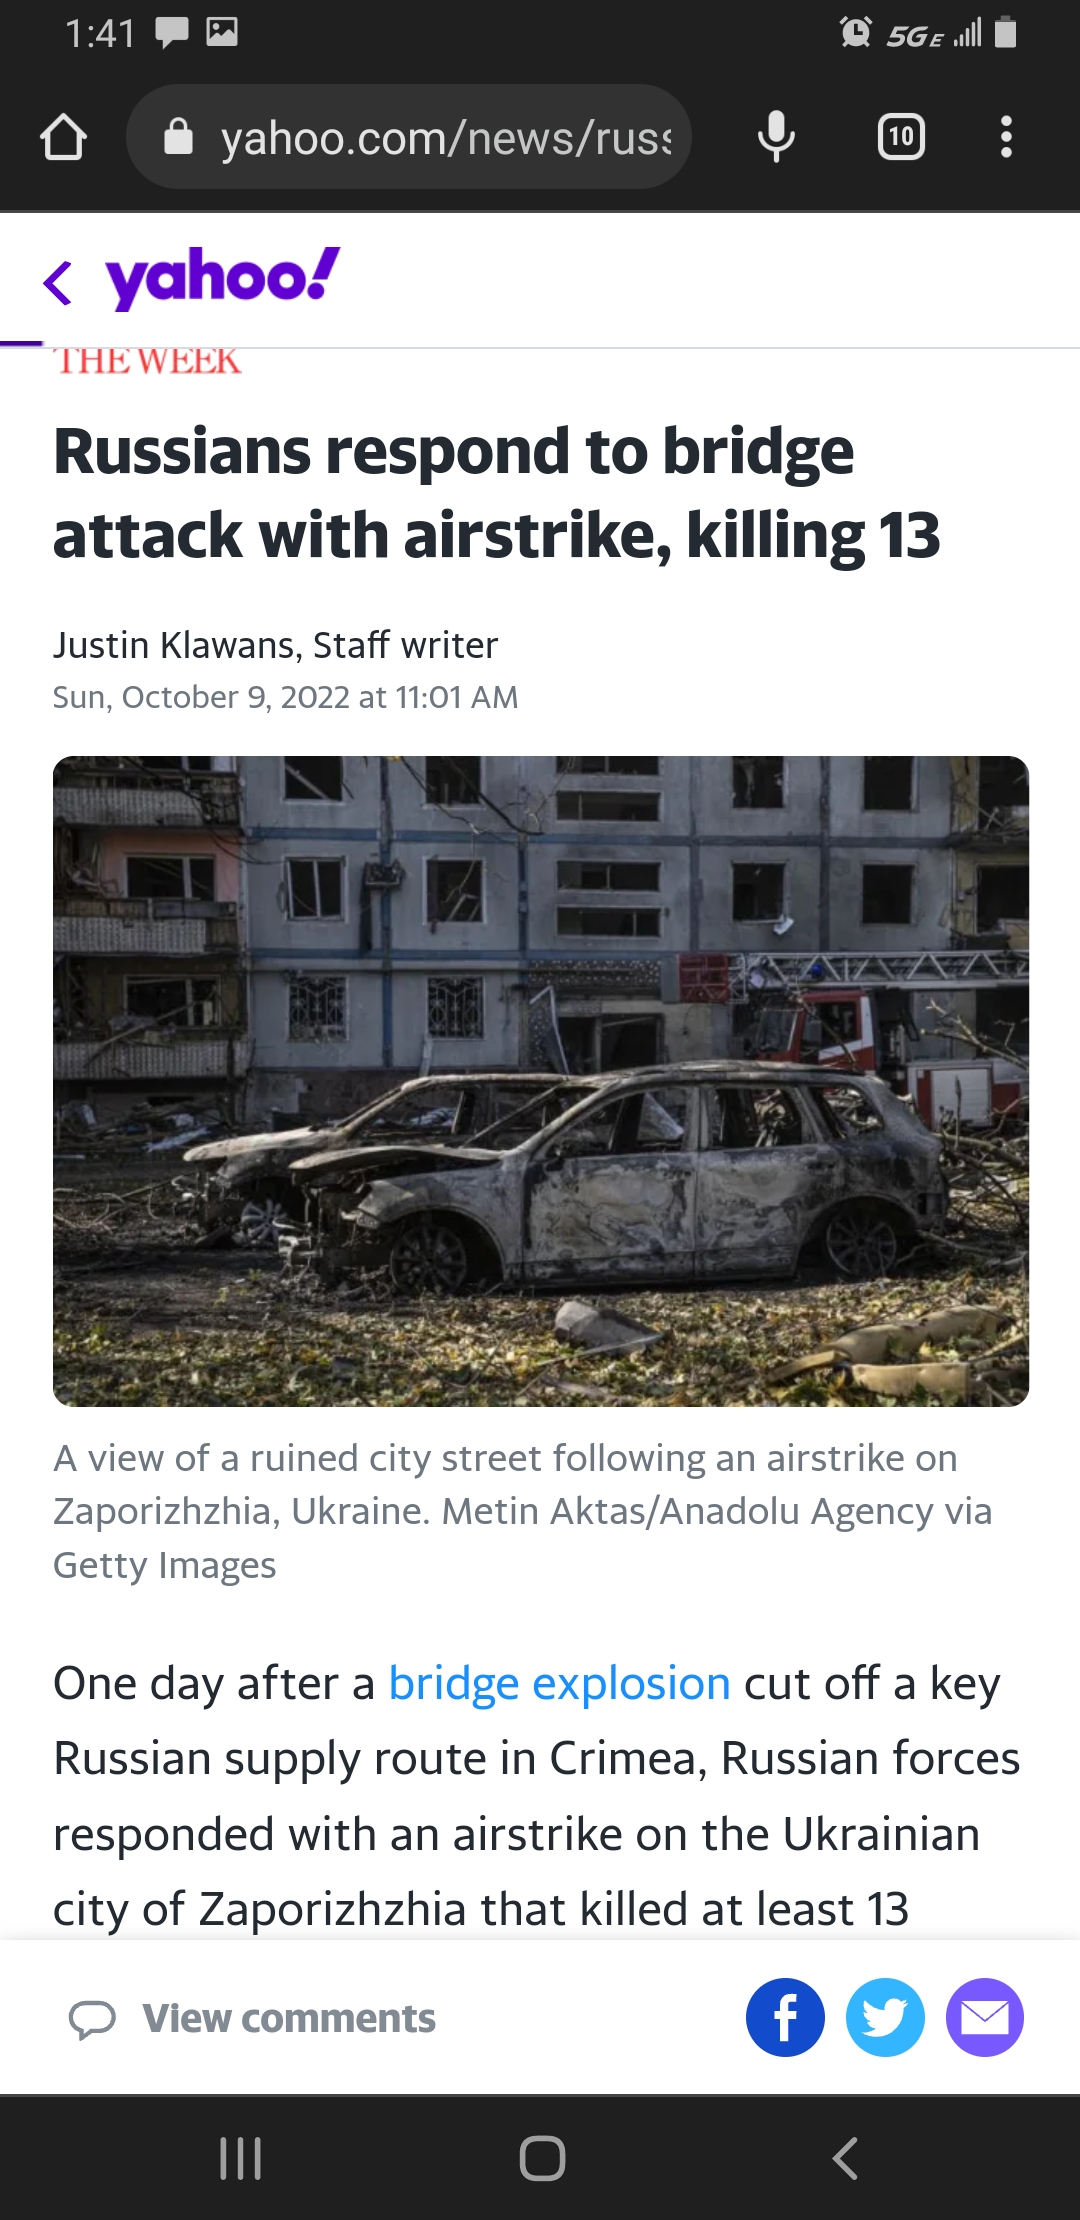 1:41 5GE
yahoo.com/news/russ
10
yahoo!
THE WEEK
Russians respond to bridge
attack with airstrike, killing 13
Justin Klawans, Staff writer
Sun, October 9, 2022 at 11:01 AM
A view of a ruined city street following an airstrike on
Zaporizhzhia, Ukraine. Metin Aktas/Anadolu Agency via
Getty Images
One day after a bridge explosion cut off a key
Russian supply route in Crimea, Russian forces
responded with an airstrike on the Ukrainian
city of Zaporizhzhia that killed at least 13
View comments